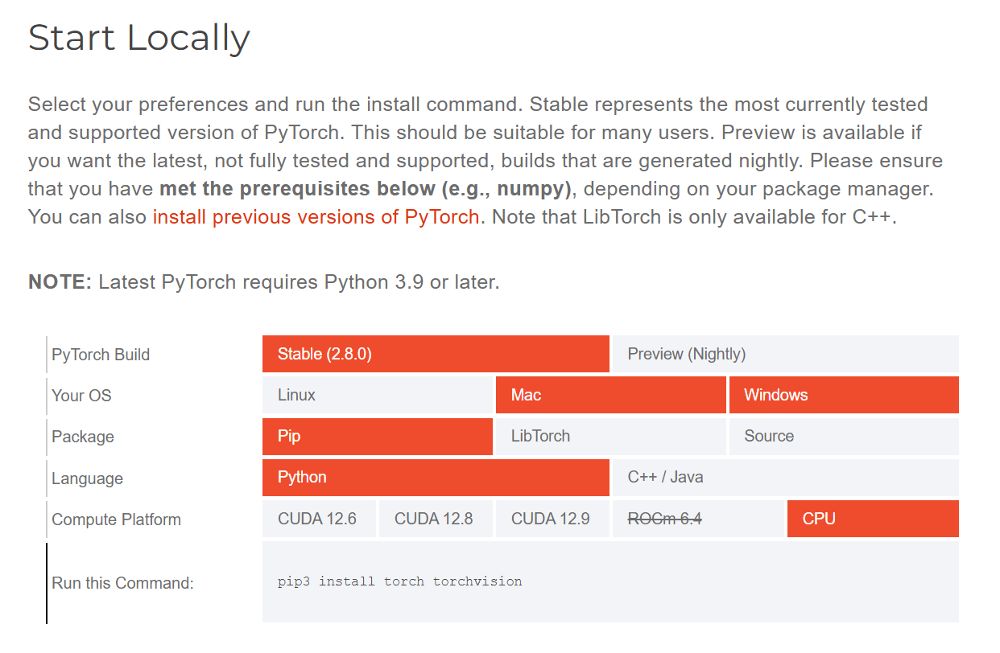 Start Locally
Select your preferences and run the install command. Stable represents the most currently tested
and supported version of PyTorch. This should be suitable for many users. Preview is available if
you want the latest, not fully tested and supported, builds that are generated nightly. Please ensure
that you have met the prerequisites below (e.g., numpy), depending on your package manager.
You can also install previous versions of PyTorch. Note that LibTorch is only available for C++.
NOTE: Latest PyTorch requires Python 3.9 or later.
PyTorch Build Stable (2.8.0) Preview (Nightly)
Your OS Linux Mac Windows
Package Pip LibTorch Source
Language Python C++ / Java
Compute Platform CUDA 12.6 CUDA 12.8 CUDA 12.9 ROCm 6.4 CPU
Run this Command: pip3 install torch torchvision